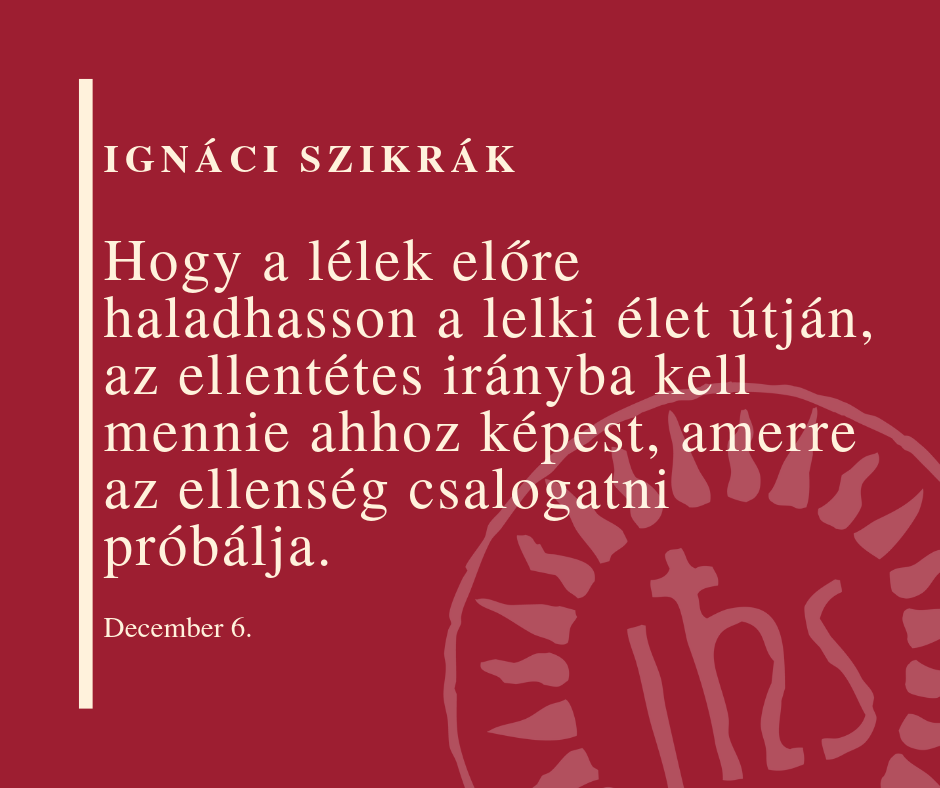 IGNÁCI SZIKRÁK
Hogy a lélek előre
haladhasson a lelki élet útján,
az ellentétes irányba kell
mennie ahhoz képest, amerre
az ellenség csalogatni
próbálja.
December 6.
ihs